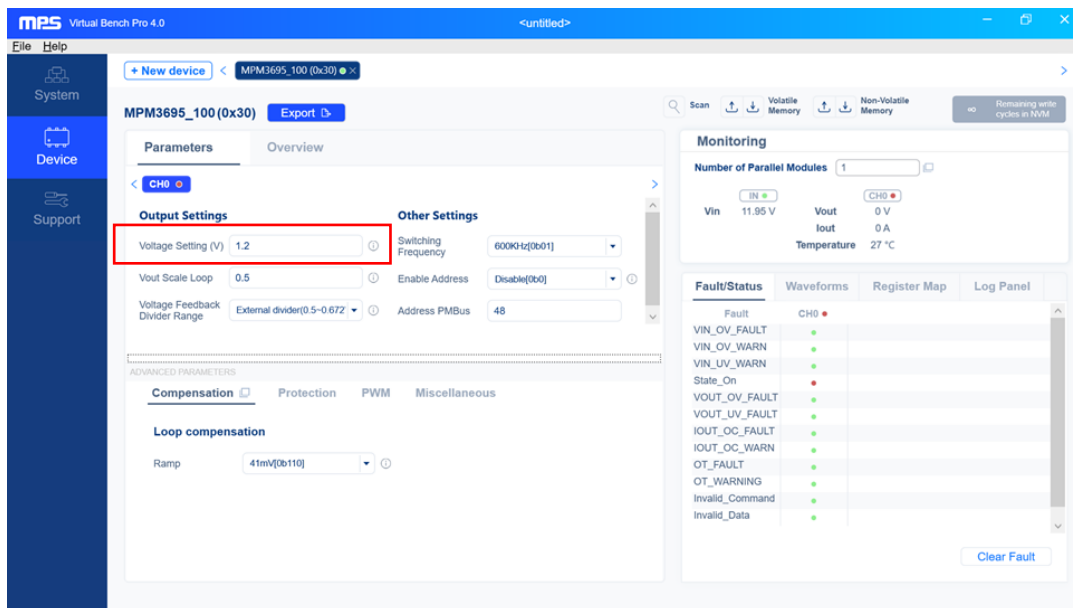 MPS Virtual Bench Pro 4.0
<untitled>
File Help
System
Device
Support
+ New device < MPM3695_100 (0x30) ×
>
MPM3695_100(0x30)
Export
Scan
Volatile
Memory
Non-Volatile
Memory
∞ Remaining write
cycles in NVM
Parameters Overview
< CH0 >
Output Settings
Voltage Setting (V) 1.2
Vout Scale Loop 0.5
Voltage Feedback
Divider Range
External divider(0.5~0.672
Other Settings
Switching
Frequency
600KHz[0b01]
Enable Address Disable[0b0]
Address PMBus 48
ADVANCED PARAMETERS
Compensation Protection PWM Miscellaneous
Loop compensation
Ramp 41mV[0b110]
Monitoring
Number of Parallel Modules 1
IN CH0
Vin 11.95 V Vout 0 V
Iout 0 A
Temperature 27 °C
Fault/Status Waveforms Register Map Log Panel
Fault CH0
VIN_OV_FAULT
VIN_OV_WARN
VIN_UV_WARN
State_On
VOUT_OV_FAULT
VOUT_UV_FAULT
IOUT_OC_FAULT
IOUT_OC_WARN
OT_FAULT
OT_WARNING
Invalid_Command
Invalid_Data
Clear Fault